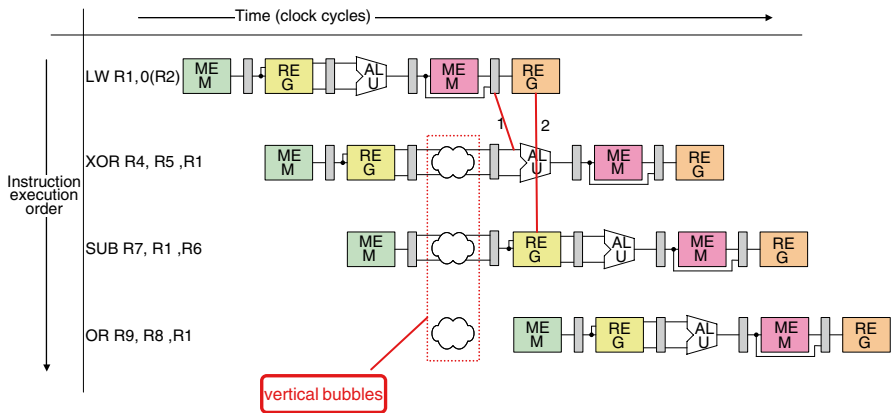 Time (clock cycles)
LW R1,0(R2)
ME
M
RE
G
AL
U
ME
M
RE
G
1
2
XOR R4, R5 ,R1
ME
M
RE
G
AL
U
ME
M
RE
G
Instruction
execution
order
SUB R7, R1 ,R6
ME
M
RE
G
AL
U
ME
M
RE
G
OR R9, R8 ,R1
ME
M
RE
G
AL
U
ME
M
RE
G
vertical bubbles